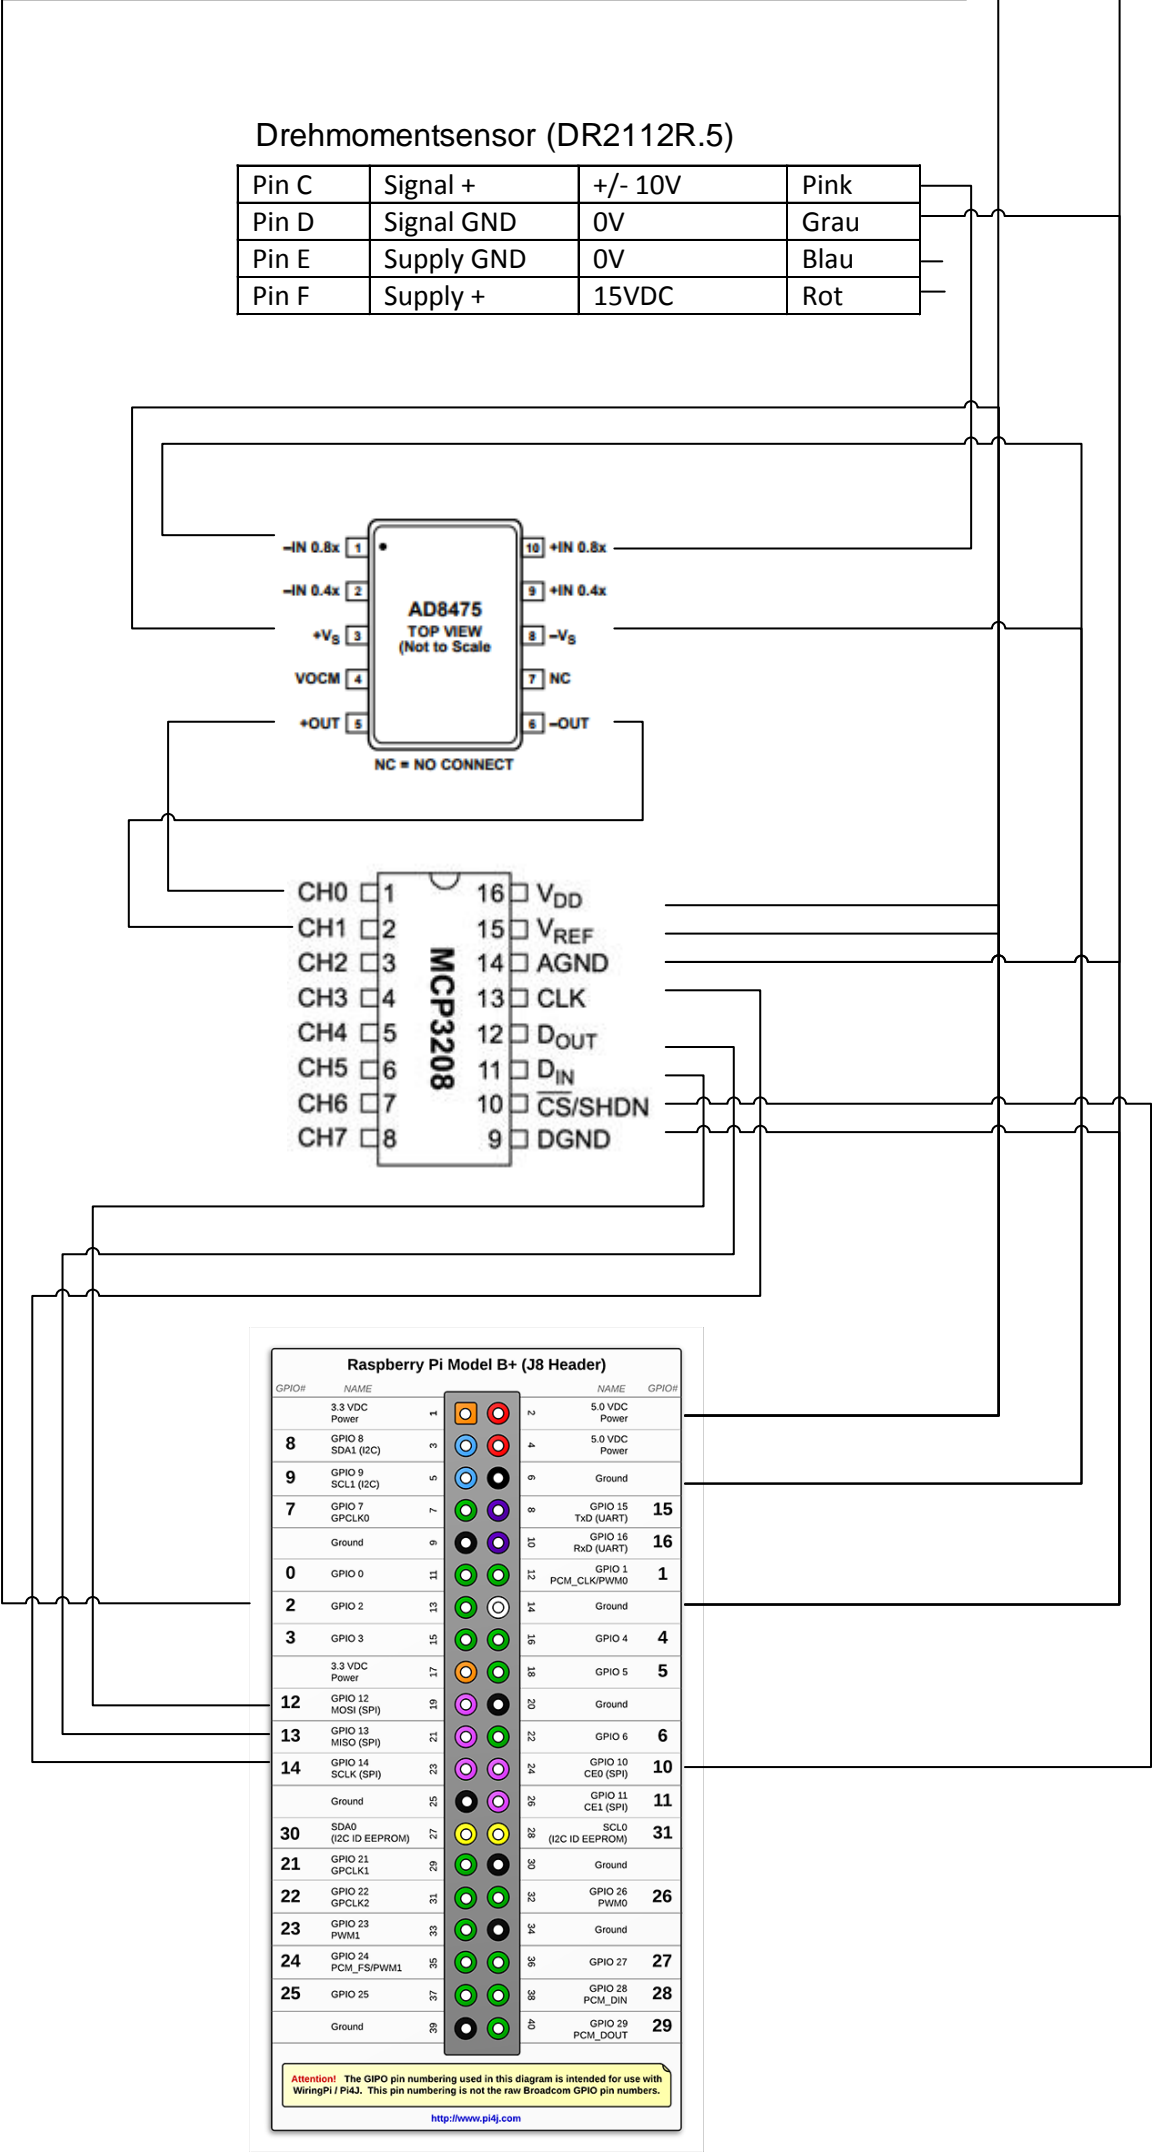 Drehmomentsensor (DR2112R.5)
Pin C Signal + +/- 10V Pink
Pin D Signal GND 0V Grau
Pin E Supply GND 0V Blau
Pin F Supply + 15VDC Rot
–IN 0.8x 1 10 +IN 0.8x
–IN 0.4x 2 9 +IN 0.4x
AD8475
TOP VIEW
(Not to Scale
+VS 3 8 –VS
VOCM 4 7 NC
+OUT 5 6 –OUT
NC = NO CONNECT
CH0 1 16 VDD
CH1 2 15 VREF
CH2 3 14 AGND
CH3 4 13 CLK
CH4 5 12 DOUT
CH5 6 11 DIN
CH6 7 10 CS/SHDN
CH7 8 9 DGND
MCP3208
Raspberry Pi Model B+ (J8 Header)
GPIO# NAME NAME GPIO#
3.3 VDC
Power 1 2 5.0 VDC
Power
8 GPIO 8
SDA1 (I2C) 3 4 5.0 VDC
Power
9 GPIO 9
SCL1 (I2C) 5 6 Ground
7 GPIO 7
GPCLK0 7 8 GPIO 15
TxD (UART) 15
Ground 9 10 GPIO 16
RxD (UART) 16
0 GPIO 0 11 12 GPIO 1
PCM_CLK/PWM0 1
2 GPIO 2 13 14 Ground
3 GPIO 3 15 16 GPIO 4 4
3.3 VDC
Power 17 18 GPIO 5 5
12 GPIO 12
MOSI (SPI) 19 20 Ground
13 GPIO 13
MISO (SPI) 21 22 GPIO 6 6
14 GPIO 14
SCLK (SPI) 23 24 GPIO 10
CE0 (SPI) 10
Ground 25 26 GPIO 11
CE1 (SPI) 11
30 SDA0
(I2C ID EEPROM) 27 28 SCL0
(I2C ID EEPROM) 31
21 GPIO 21
GPCLK1 29 30 Ground
22 GPIO 22
GPCLK2 31 32 GPIO 26
PWM0 26
23 GPIO 23
PWM1 33 34 Ground
24 GPIO 24
PCM_FS/PWM1 35 36 GPIO 27 27
25 GPIO 25 37 38 GPIO 28
PCM_DIN 28
Ground 39 40 GPIO 29
PCM_DOUT 29
Attention! The GIPO pin numbering used in this diagram is intended for use with
WiringPi / Pi4J. This pin numbering is not the raw Broadcom GPIO pin numbers.
http://www.pi4j.com